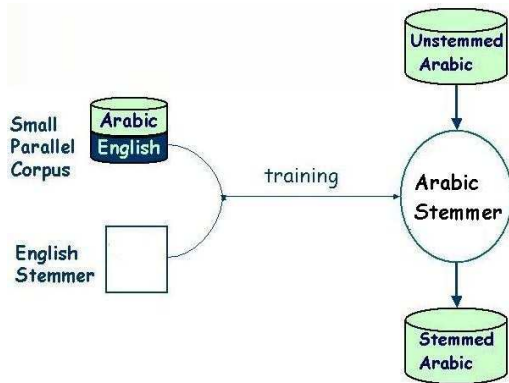 Unstemmed
Arabic
Small
Parallel
Corpus
Arabic
English
training
Arabic
Stemmer
English
Stemmer
Stemmed
Arabic